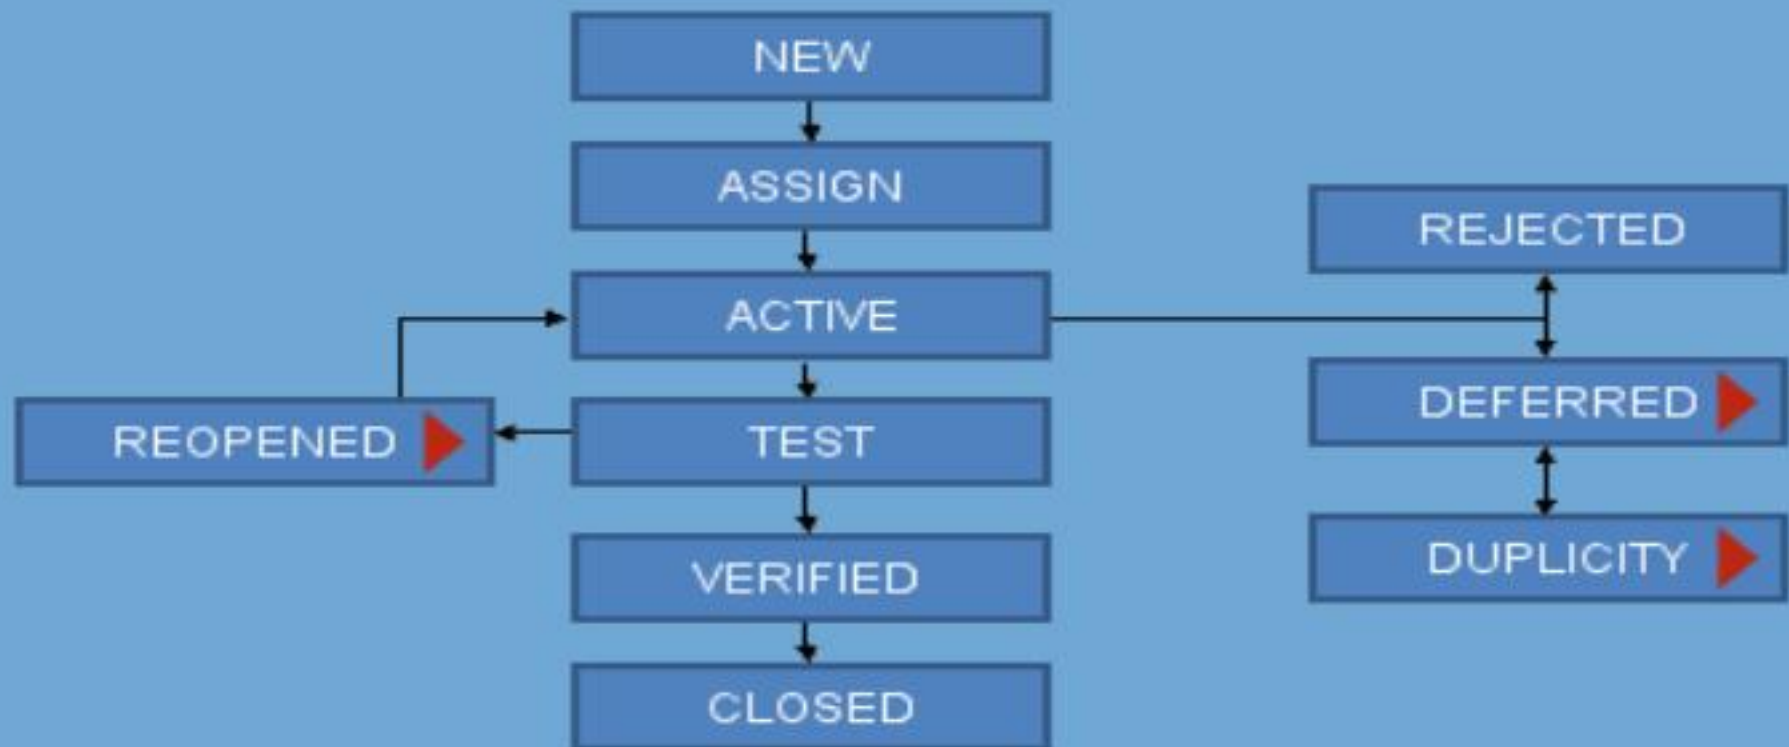 NEW
ASSIGN
REJECTED
ACTIVE
DEFERRED
REOPENED
TEST
DUPLICITY
VERIFIED
CLOSED